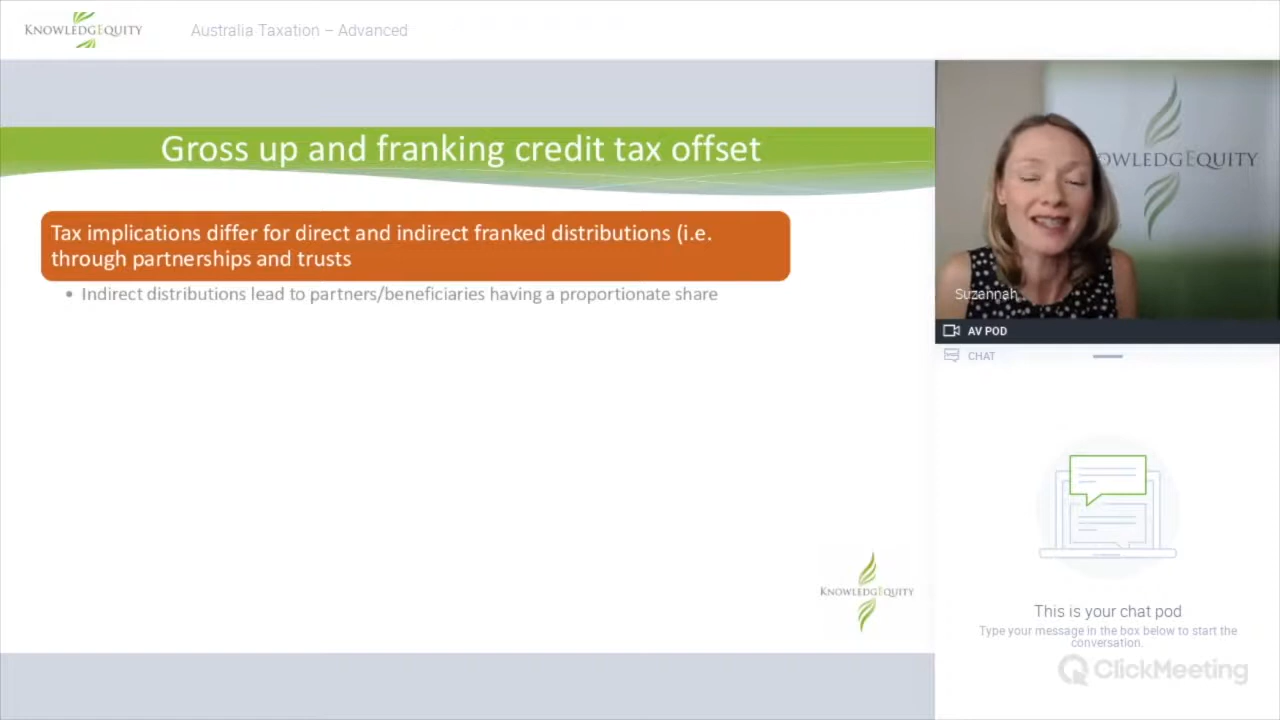 KNOWLEDGEQUITY
Australia Taxation – Advanced
Gross up and franking credit tax offset
Tax implications differ for direct and indirect franked distributions (i.e.
through partnerships and trusts
• Indirect distributions lead to partners/beneficiaries having a proportionate share
KNOWLEDGEQUITY
OWLEDGEQUITY
Suzannah
AV POD
CHAT
This is your chat pod
Type your message in the box below to start the
conversation.
ClickMeeting